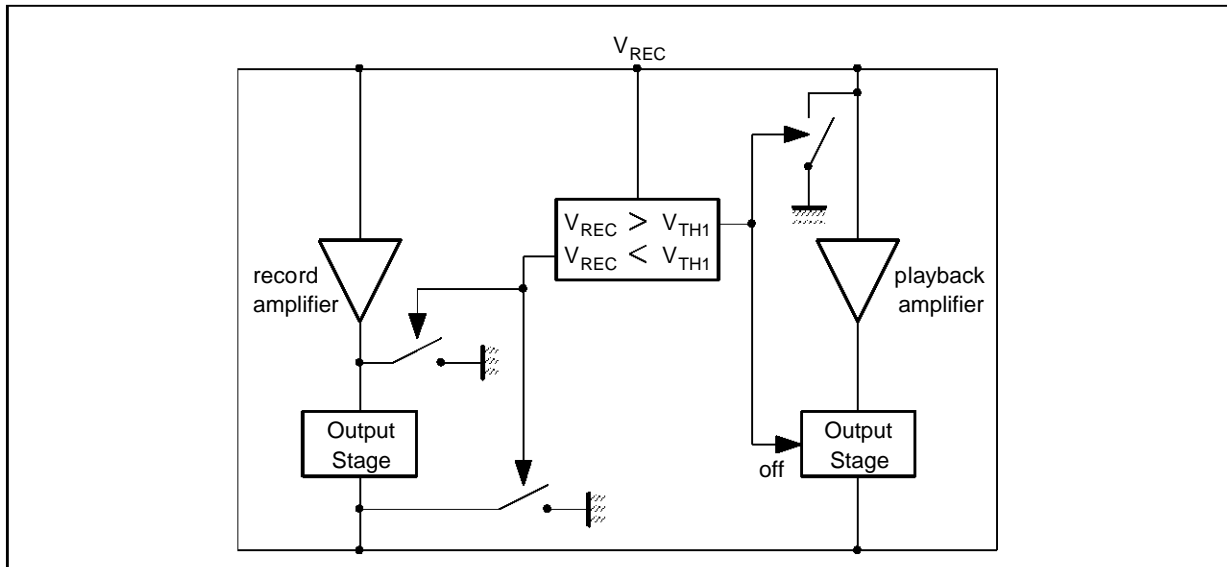 V_REC
V_REC > V_TH1
V_REC < V_TH1
record
amplifier
playback
amplifier
Output
Stage
off
Output
Stage